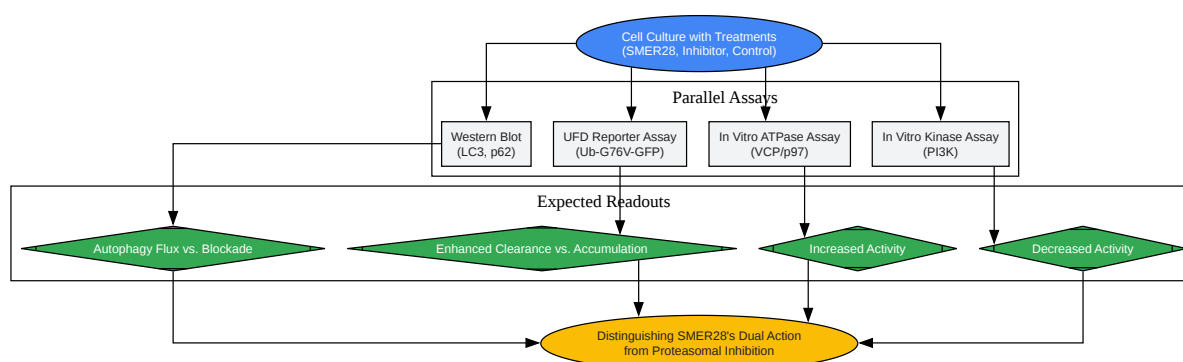 Cell Culture with Treatments
(SMER28, Inhibitor, Control)
Parallel Assays
Western Blot
(LC3, p62)
UFD Reporter Assay
(Ub-G76V-GFP)
In Vitro ATPase Assay
(VCP/p97)
In Vitro Kinase Assay
(PI3K)
Expected Readouts
Autophagy Flux vs. Blockade
Enhanced Clearance vs. Accumulation
Increased Activity
Decreased Activity
Distinguishing SMER28's Dual Action
from Proteasomal Inhibition